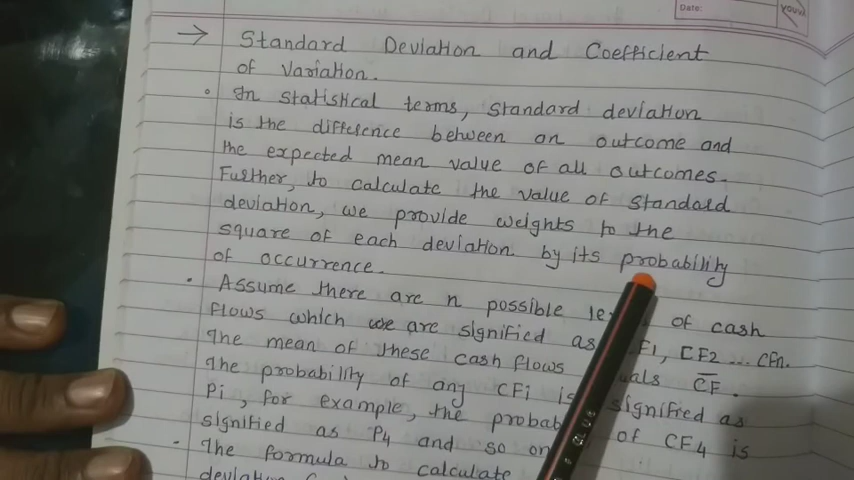 Date:
YOUVA
→ Standard Deviation and Coefficient
of Variation.
• In statistical terms, standard deviation
is the difference between an outcome and
the expected mean value of all outcomes.
Further, to calculate the value of standard
deviation, we provide weights to the
square of each deviation by its probability
of occurrence.
• Assume there are n possible of cash
flows which we are signified as CF1, CF2 ... CFn.
The mean of these cash flows equals C̅F̅.
The probability of any CFi is signified as
Pi, for example, the of CF4 is
signified as P4 and so on
• The formula to calculate